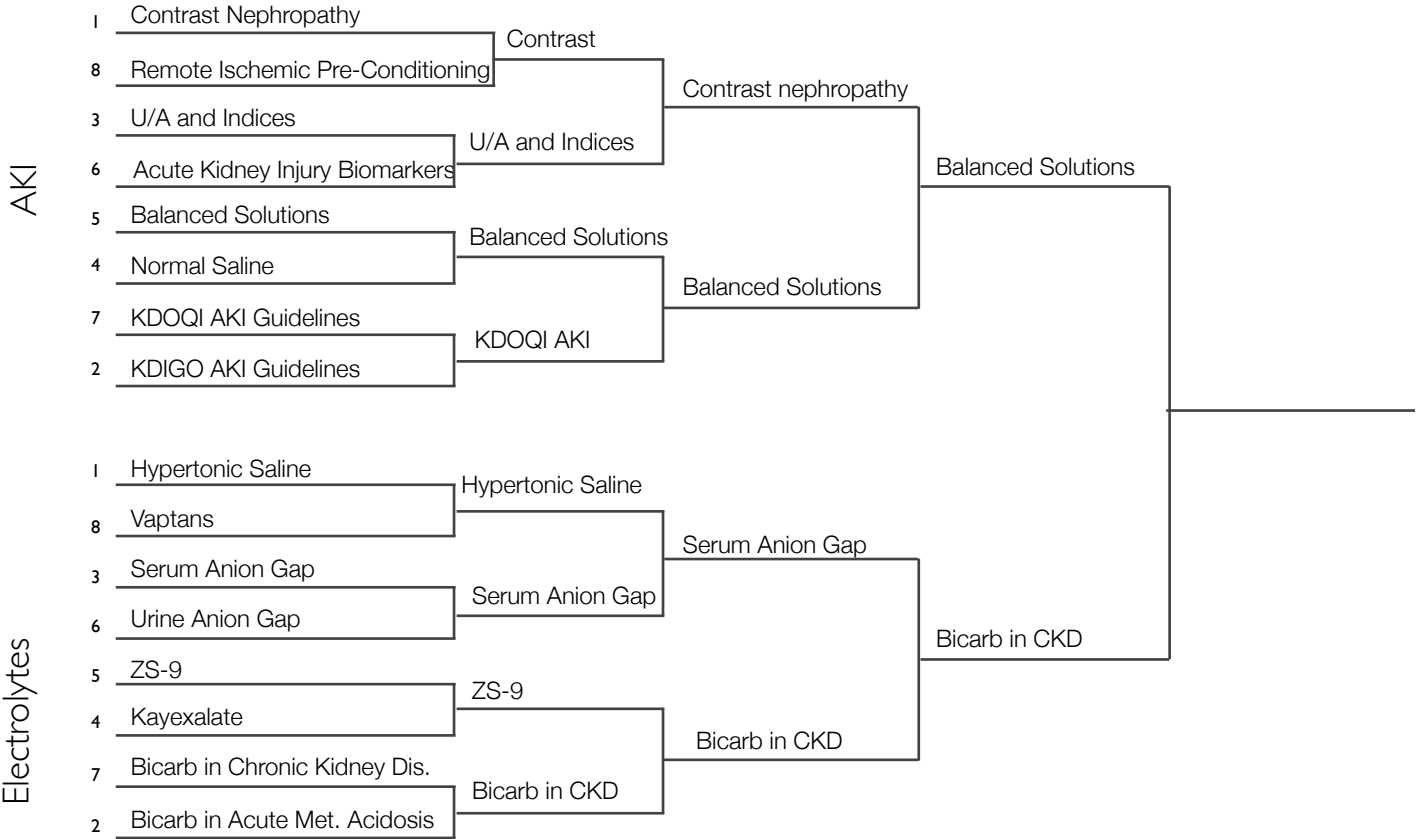 AKI
1 Contrast Nephropathy
8 Remote Ischemic Pre-Conditioning
3 U/A and Indices
6 Acute Kidney Injury Biomarkers
5 Balanced Solutions
4 Normal Saline
7 KDOQI AKI Guidelines
2 KDIGO AKI Guidelines
Contrast
U/A and Indices
Balanced Solutions
KDOQI AKI
Contrast nephropathy
Balanced Solutions
Balanced Solutions
Electrolytes
1 Hypertonic Saline
8 Vaptans
3 Serum Anion Gap
6 Urine Anion Gap
5 ZS-9
4 Kayexalate
7 Bicarb in Chronic Kidney Dis.
2 Bicarb in Acute Met. Acidosis
Hypertonic Saline
Serum Anion Gap
ZS-9
Bicarb in CKD
Serum Anion Gap
Bicarb in CKD
Bicarb in CKD